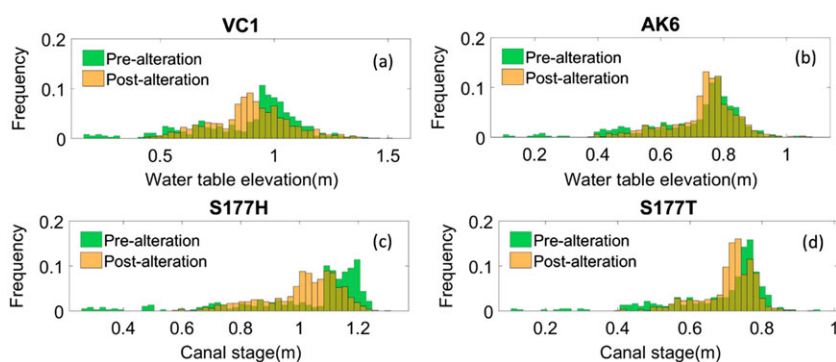 VC1
0.2
0.1
0
Frequency
Pre-alteration
Post-alteration
(a)
0.5
1
1.5
Water table elevation(m)
AK6
0.2
0.1
0
Frequency
Pre-alteration
Post-alteration
(b)
0.2
0.4
0.6
0.8
1
Water table elevation(m)
S177H
0.2
0.1
0
Frequency
Pre-alteration
Post-alteration
(c)
0.4
0.6
0.8
1
1.2
Canal stage(m)
S177T
0.2
0.1
0
Frequency
Pre-alteration
Post-alteration
(d)
0.2
0.4
0.6
0.8
1
Canal stage(m)